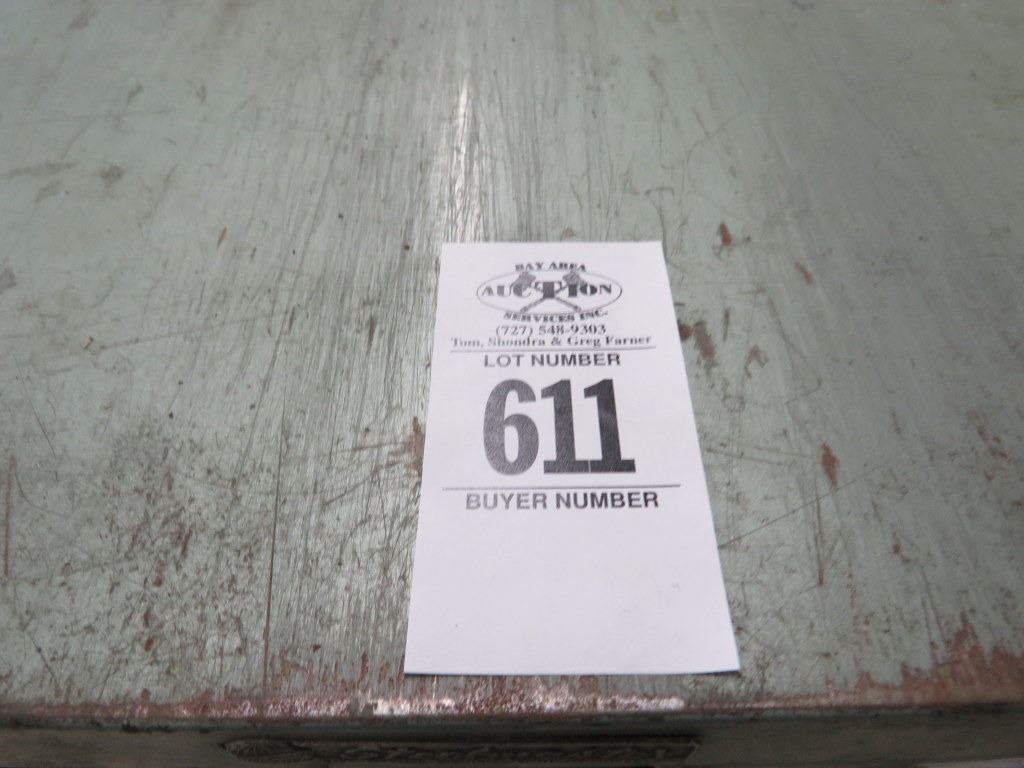 BAY AREA
AUCTION
SERVICES INC.
(727) 548-9303
Tom, Shondra & Greg Farner
LOT NUMBER
611
BUYER NUMBER